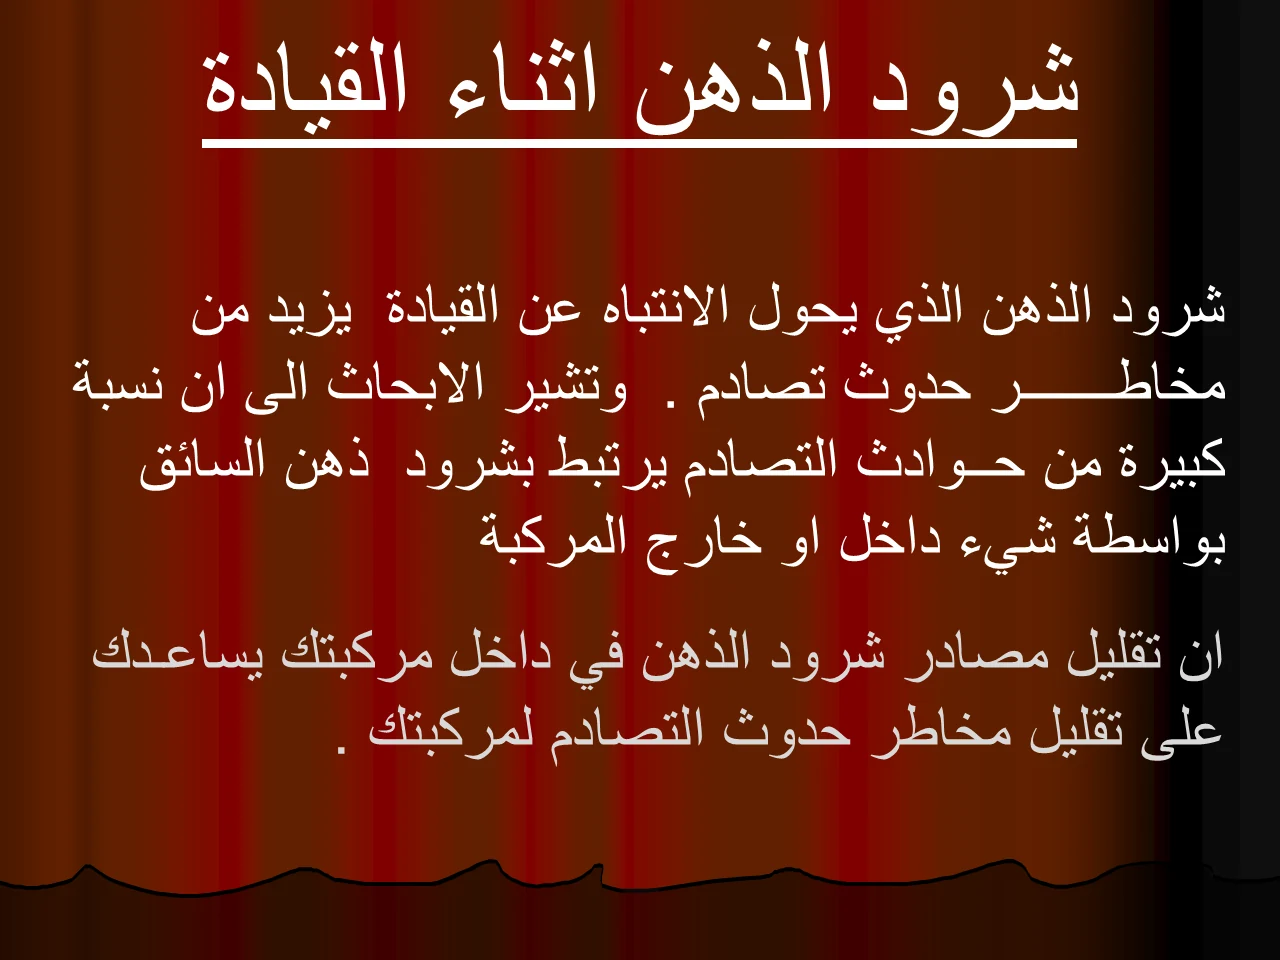 شرود الذهن اثناء القيادة
شرود الذهن الذي يحول الانتباه عن القيادة يزيد من
مخاطـــــــر حدوث تصادم . وتشير الابحاث الى ان نسبة
كبيرة من حــوادث التصادم يرتبط بشرود ذهن السائق
بواسطة شيء داخل او خارج المركبة
ان تقليل مصادر شرود الذهن في داخل مركبتك يساعـدك
على تقليل مخاطر حدوث التصادم لمركبتك .